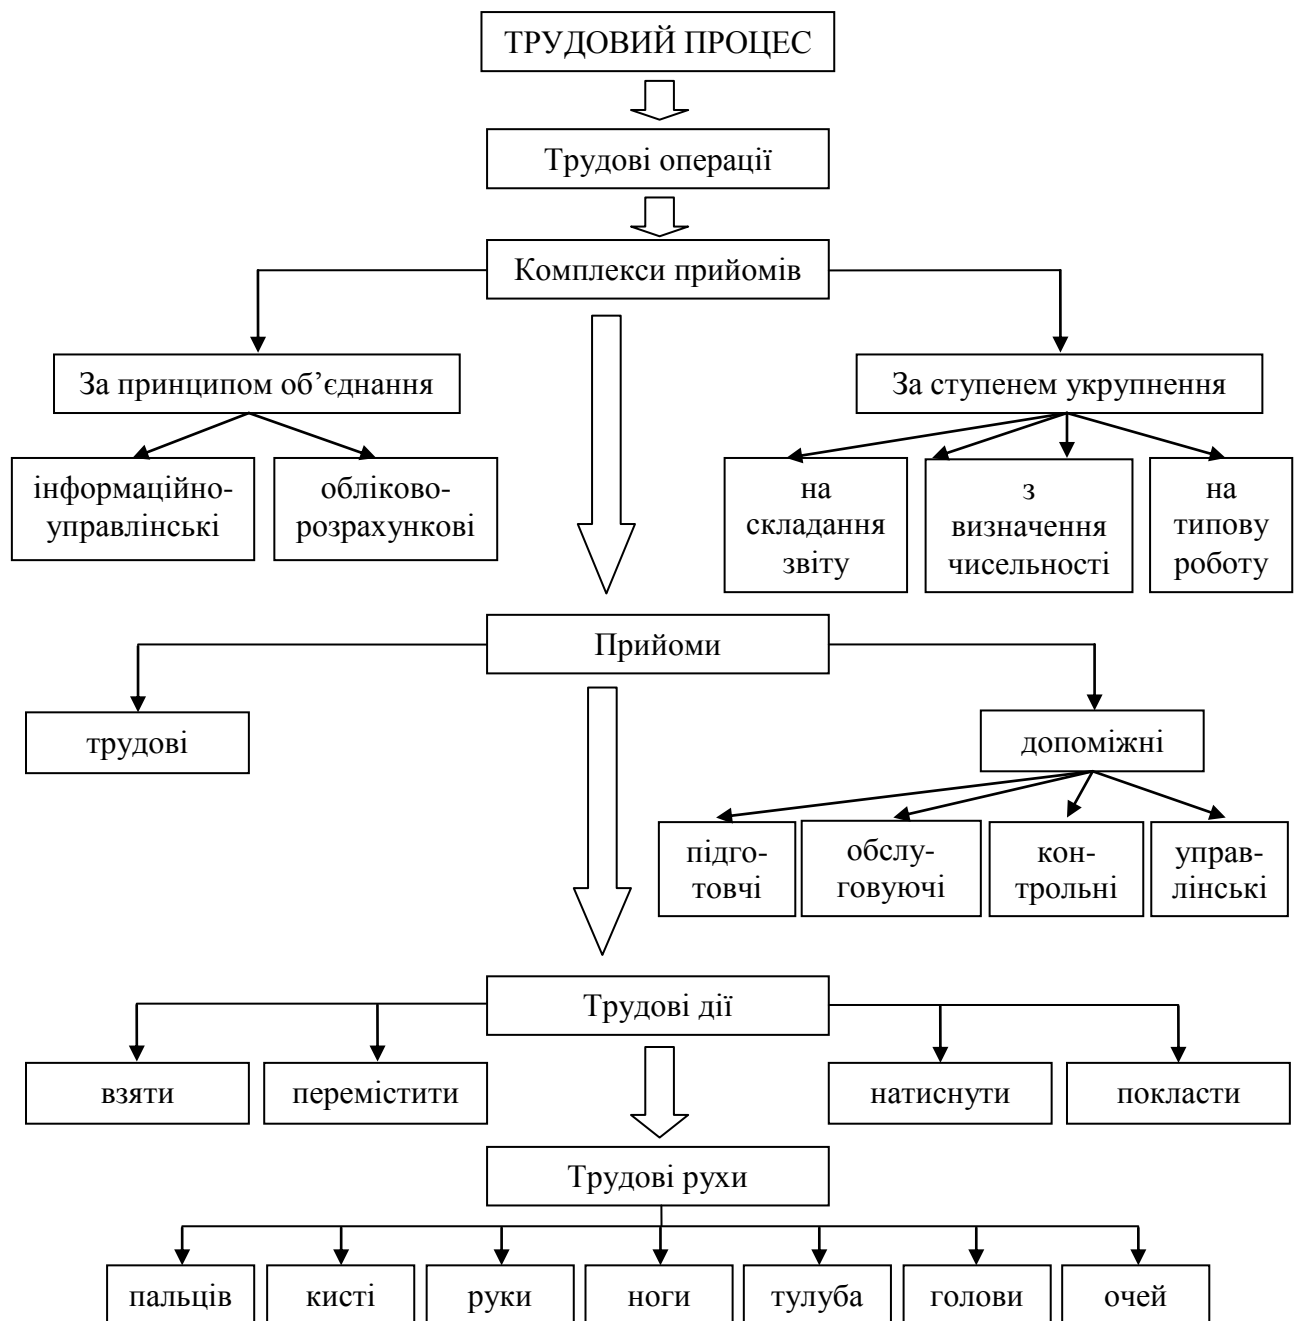 ТРУДОВИЙ ПРОЦЕС
Трудові операції
Комплекси прийомів
За принципом об’єднання
За ступенем укрупнення
інформаційно-
управлінські
обліково-
розрахункові
на
складання
звіту
з
визначення
чисельності
на
типову
роботу
Прийоми
трудові
допоміжні
підго-
товчі
обслу-
говуючі
кон-
трольні
управ-
лінські
Трудові дії
взяти
перемістити
натиснути
покласти
Трудові рухи
пальців
кисті
руки
ноги
тулуба
голови
очей